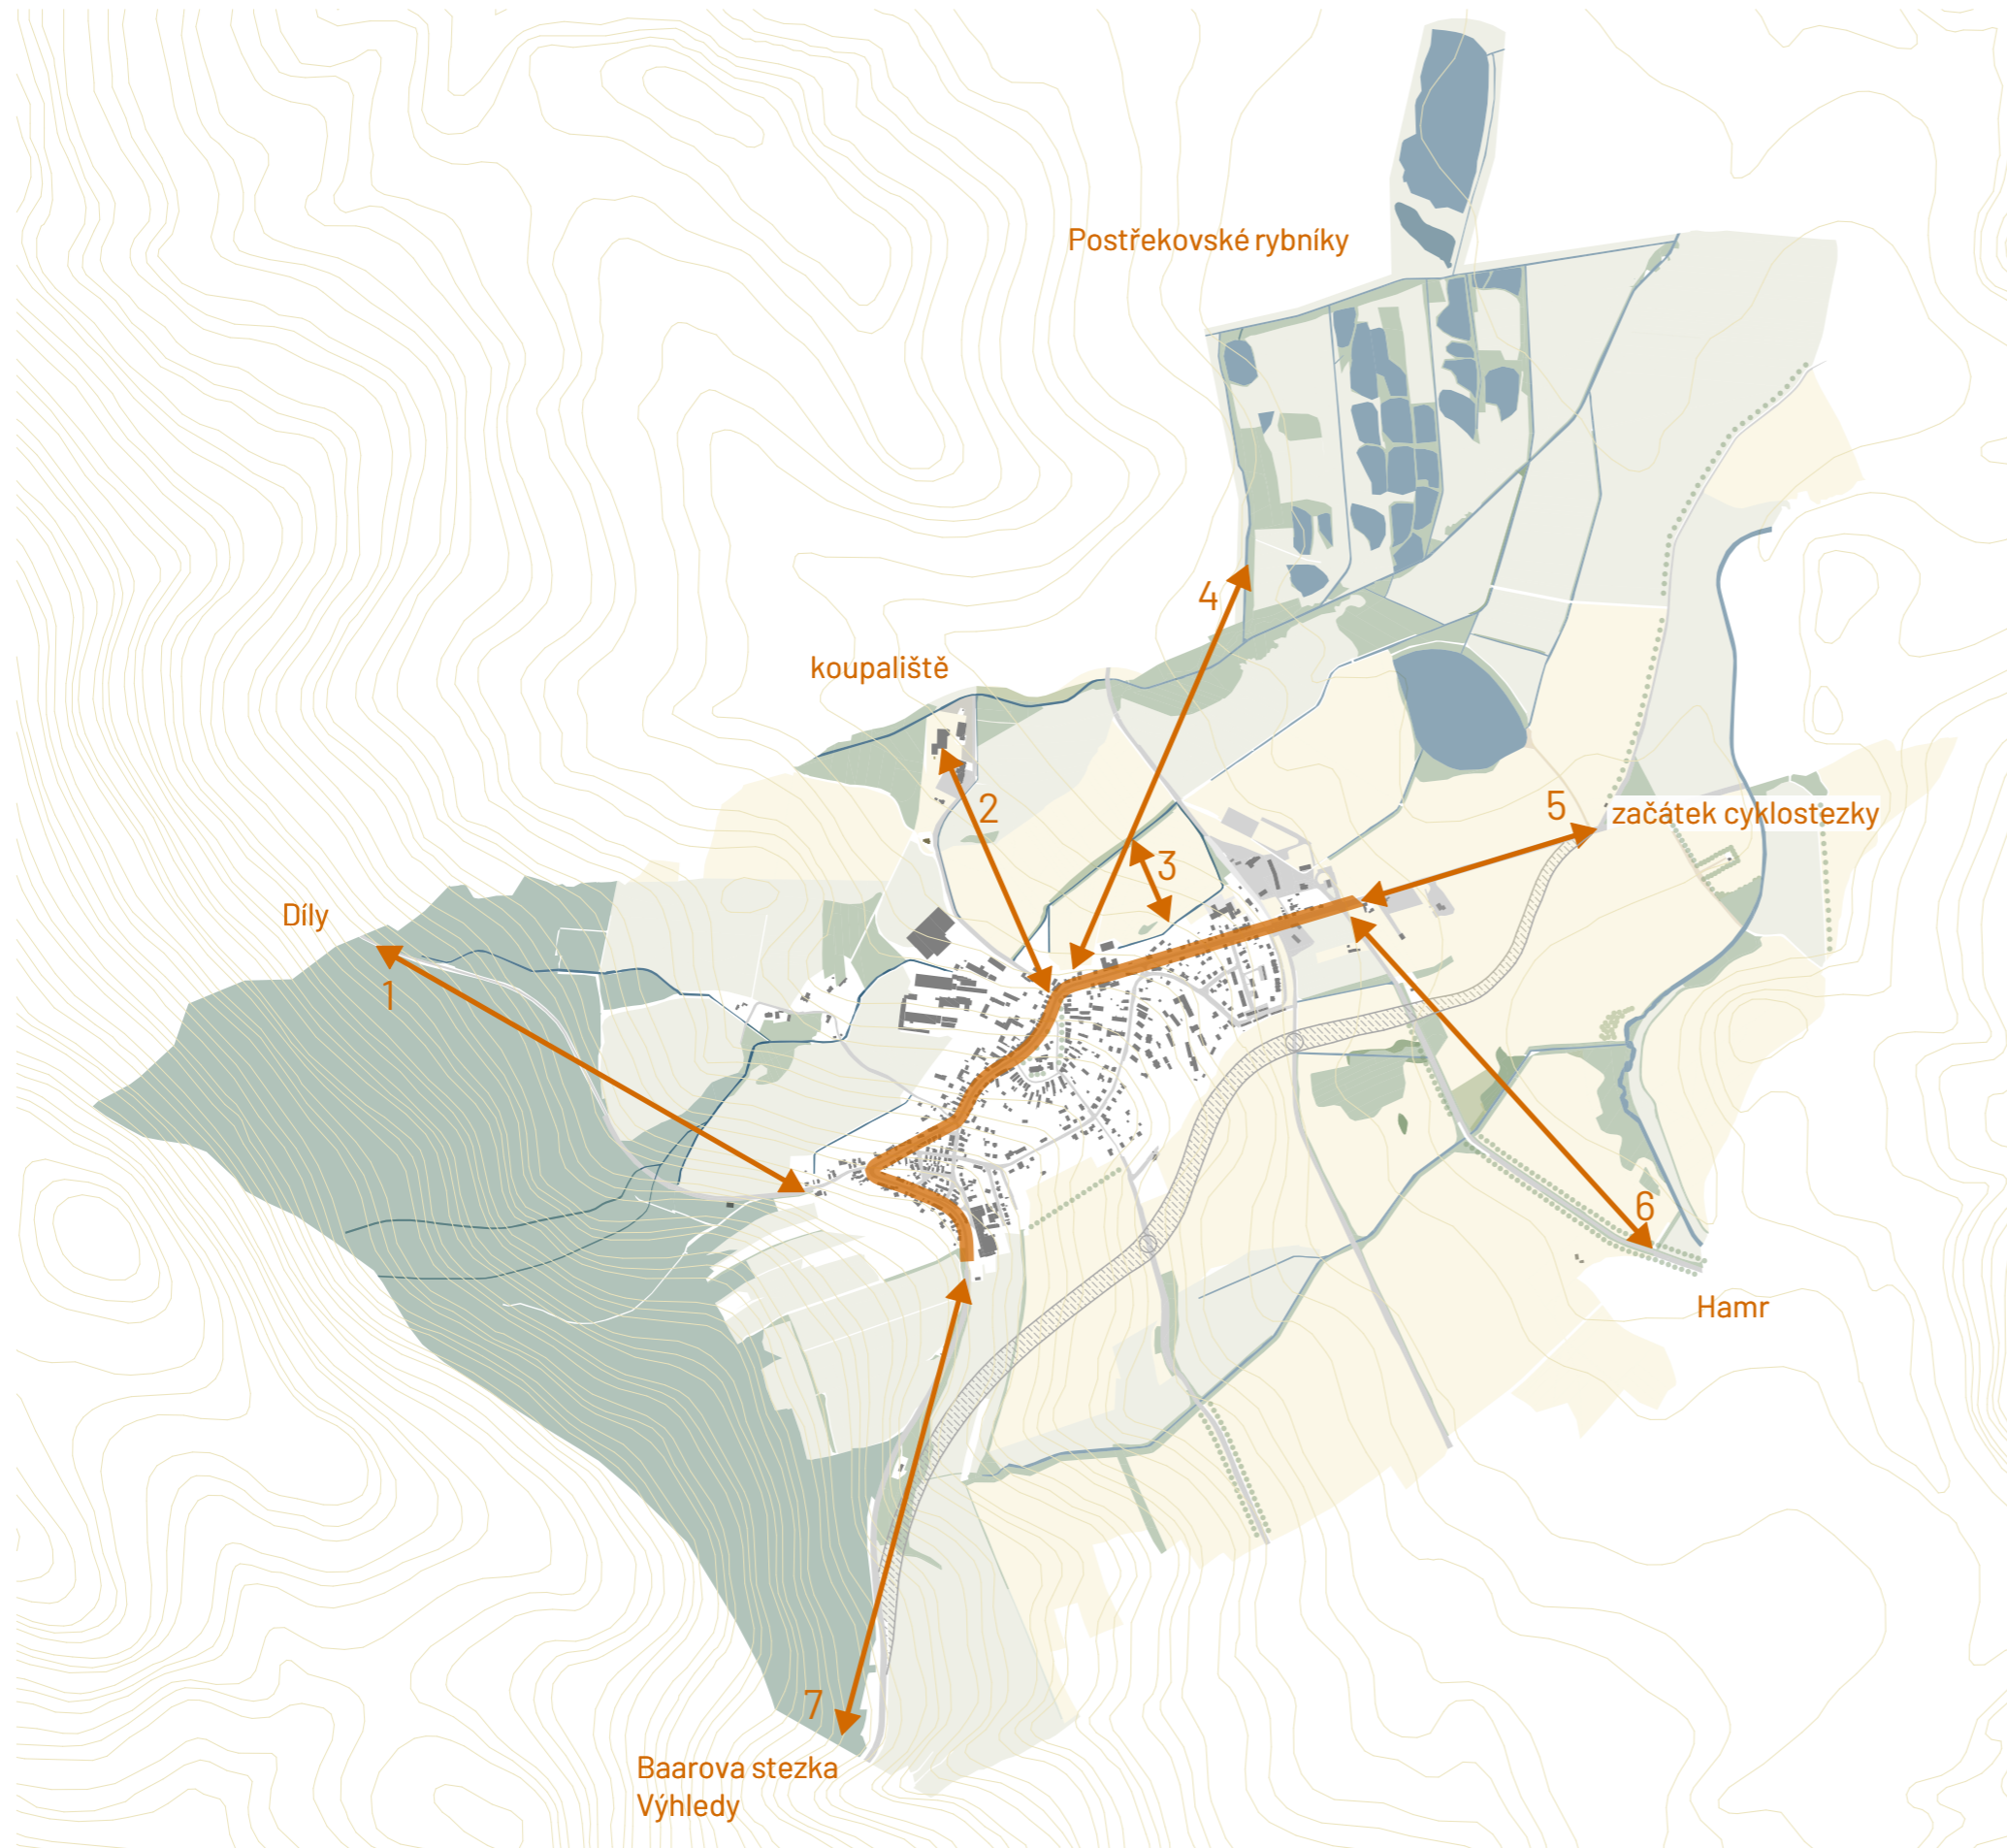 Postřekovské rybníky
4
koupaliště
2
5
začátek cyklostezky
3
Díly
1
6
Hamr
7
Baarova stezka
Výhledy